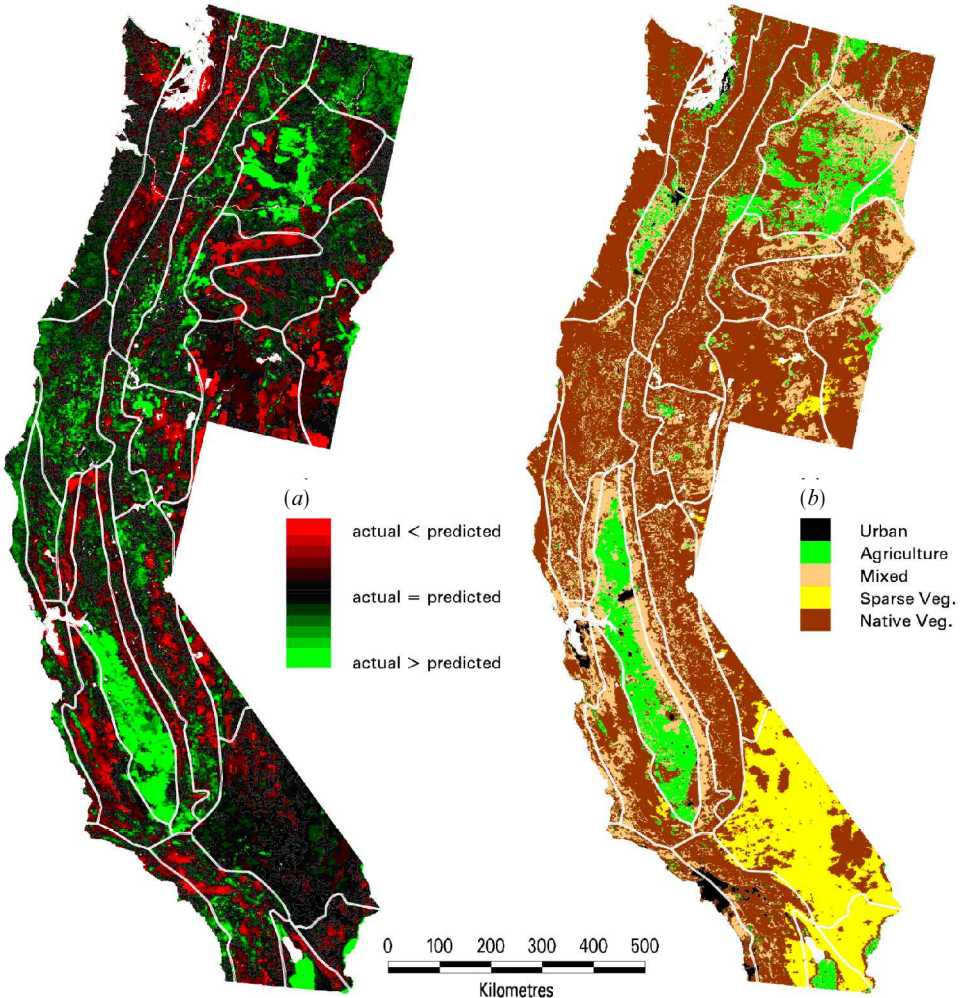 (a)
actual < predicted
actual = predicted
actual > predicted
(b)
Urban
Agriculture
Mixed
Sparse Veg.
Native Veg.
0 100 200 300 400 500
Kilometres